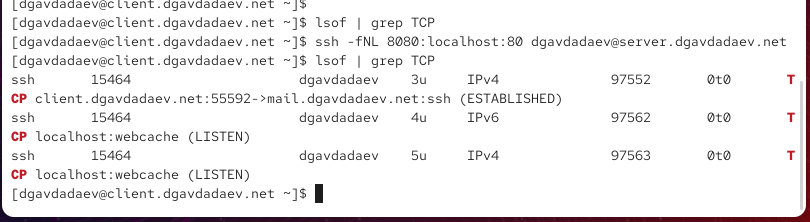 [dgavdadaev@client.dgavdadaev.net ~]$
[dgavdadaev@client.dgavdadaev.net ~]$ lsof | grep TCP
[dgavdadaev@client.dgavdadaev.net ~]$ ssh -fNL 8080:localhost:80 dgavdadaev@server.dgavdadaev.net
[dgavdadaev@client.dgavdadaev.net ~]$ lsof | grep TCP
ssh       15464                     dgavdadaev    3u     IPv4              97552       0t0       T
CP client.dgavdadaev.net:55592->mail.dgavdadaev.net:ssh (ESTABLISHED)
ssh       15464                     dgavdadaev    4u     IPv6              97562       0t0       T
CP localhost:webcache (LISTEN)
ssh       15464                     dgavdadaev    5u     IPv4              97563       0t0       T
CP localhost:webcache (LISTEN)
[dgavdadaev@client.dgavdadaev.net ~]$